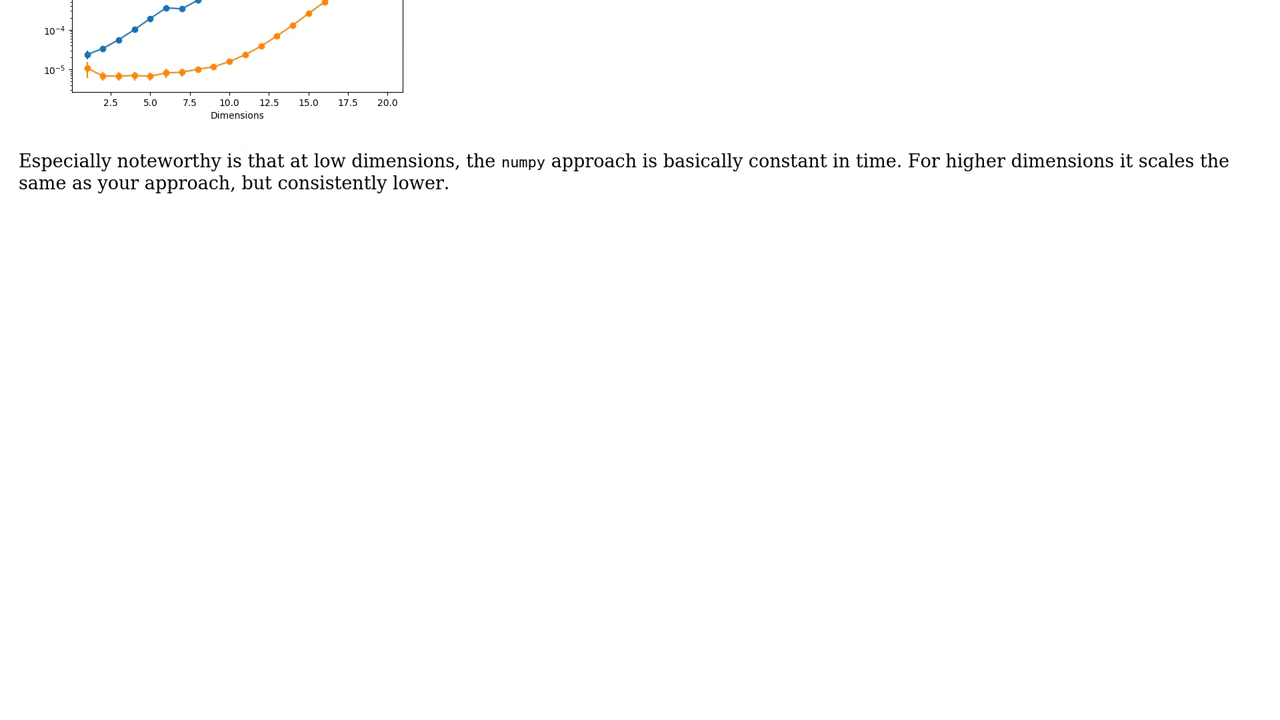 10⁻⁴
10⁻⁵
2.5 5.0 7.5 10.0 12.5 15.0 17.5 20.0
Dimensions
Especially noteworthy is that at low dimensions, the numpy approach is basically constant in time. For higher dimensions it scales the
same as your approach, but consistently lower.